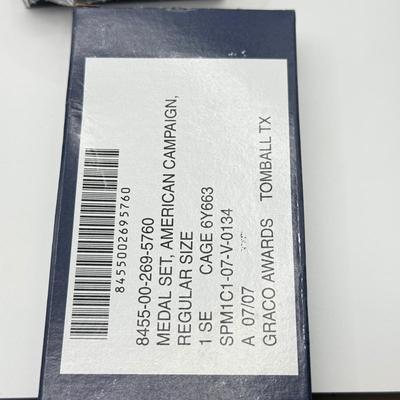 8455002695760
8455-00-269-5760
MEDAL SET, AMERICAN CAMPAIGN,
REGULAR SIZE
1 SE CAGE 6Y663
SPM1C1-07-V-0134
A 07/07
GRACO AWARDS TOMBALL TX